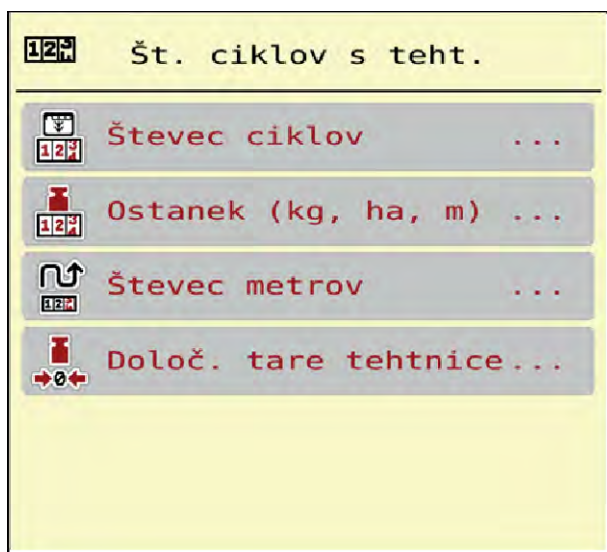 Št. ciklov s teht.
Števec ciklov ...
Ostanek (kg, ha, m) ...
Števec metrov ...
Določ. tare tehtnice...